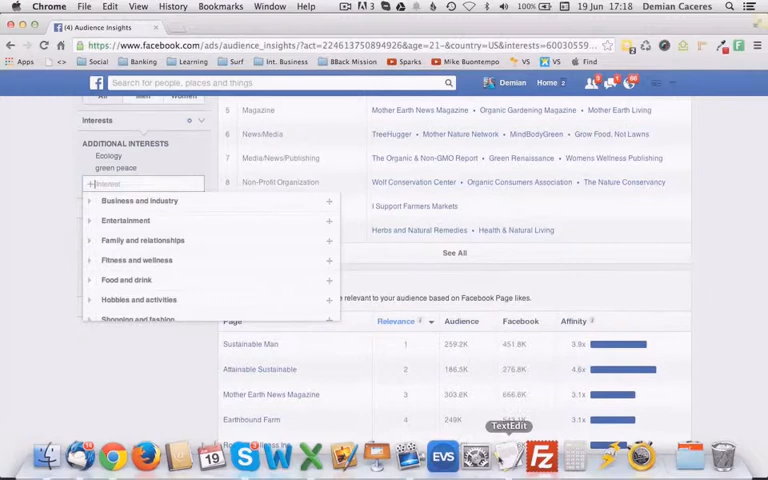 Chrome File Edit View History Bookmarks Window Help 3 100% 19 Jun 17:18 Demian Caceres
(4) Audience Insights
https://www.facebook.com/ads/audience_insights/?act=224613750894926&age=21-&country=US&interests=60030559
Apps Social Banking Learning Surf Int. Business BBack Mission Sparks Mike Buontempo VS VS Find
Search for people, places and things Demian Home 2
All Men Women
5 Magazine Mother Earth News Magazine • Organic Gardening Magazine • Mother Earth Living
Interests
6 News/Media TreeHugger • Mother Nature Network • MindBodyGreen • Grow Food, Not Lawns
ADDITIONAL INTERESTS
Ecology
7 Media/News/Publishing The Organic & Non-GMO Report • Green Renaissance • Womens Wellness Publishing
green peace
+ Interest
8 Non-Profit Organization Wolf Conservation Center • Organic Consumers Association • The Nature Conservancy
Business and industry
I Support Farmers Markets
Entertainment
Herbs and Natural Remedies • Health & Natural Living
Family and relationships
See All
Fitness and wellness
Food and drink
Hobbies and activities
e relevant to your audience based on Facebook Page likes.
Shopping and fashion
Page Relevance Audience Facebook Affinity
Sustainable Man 1 259.2K 451.8K 3.9x
Attainable Sustainable 2 186.5K 276.8K 4.6x
Mother Earth News Magazine 3 303.8K 666.6K 3.1x
Earthbound Farm 4 249K 3.1x
TextEdit
19 EVS